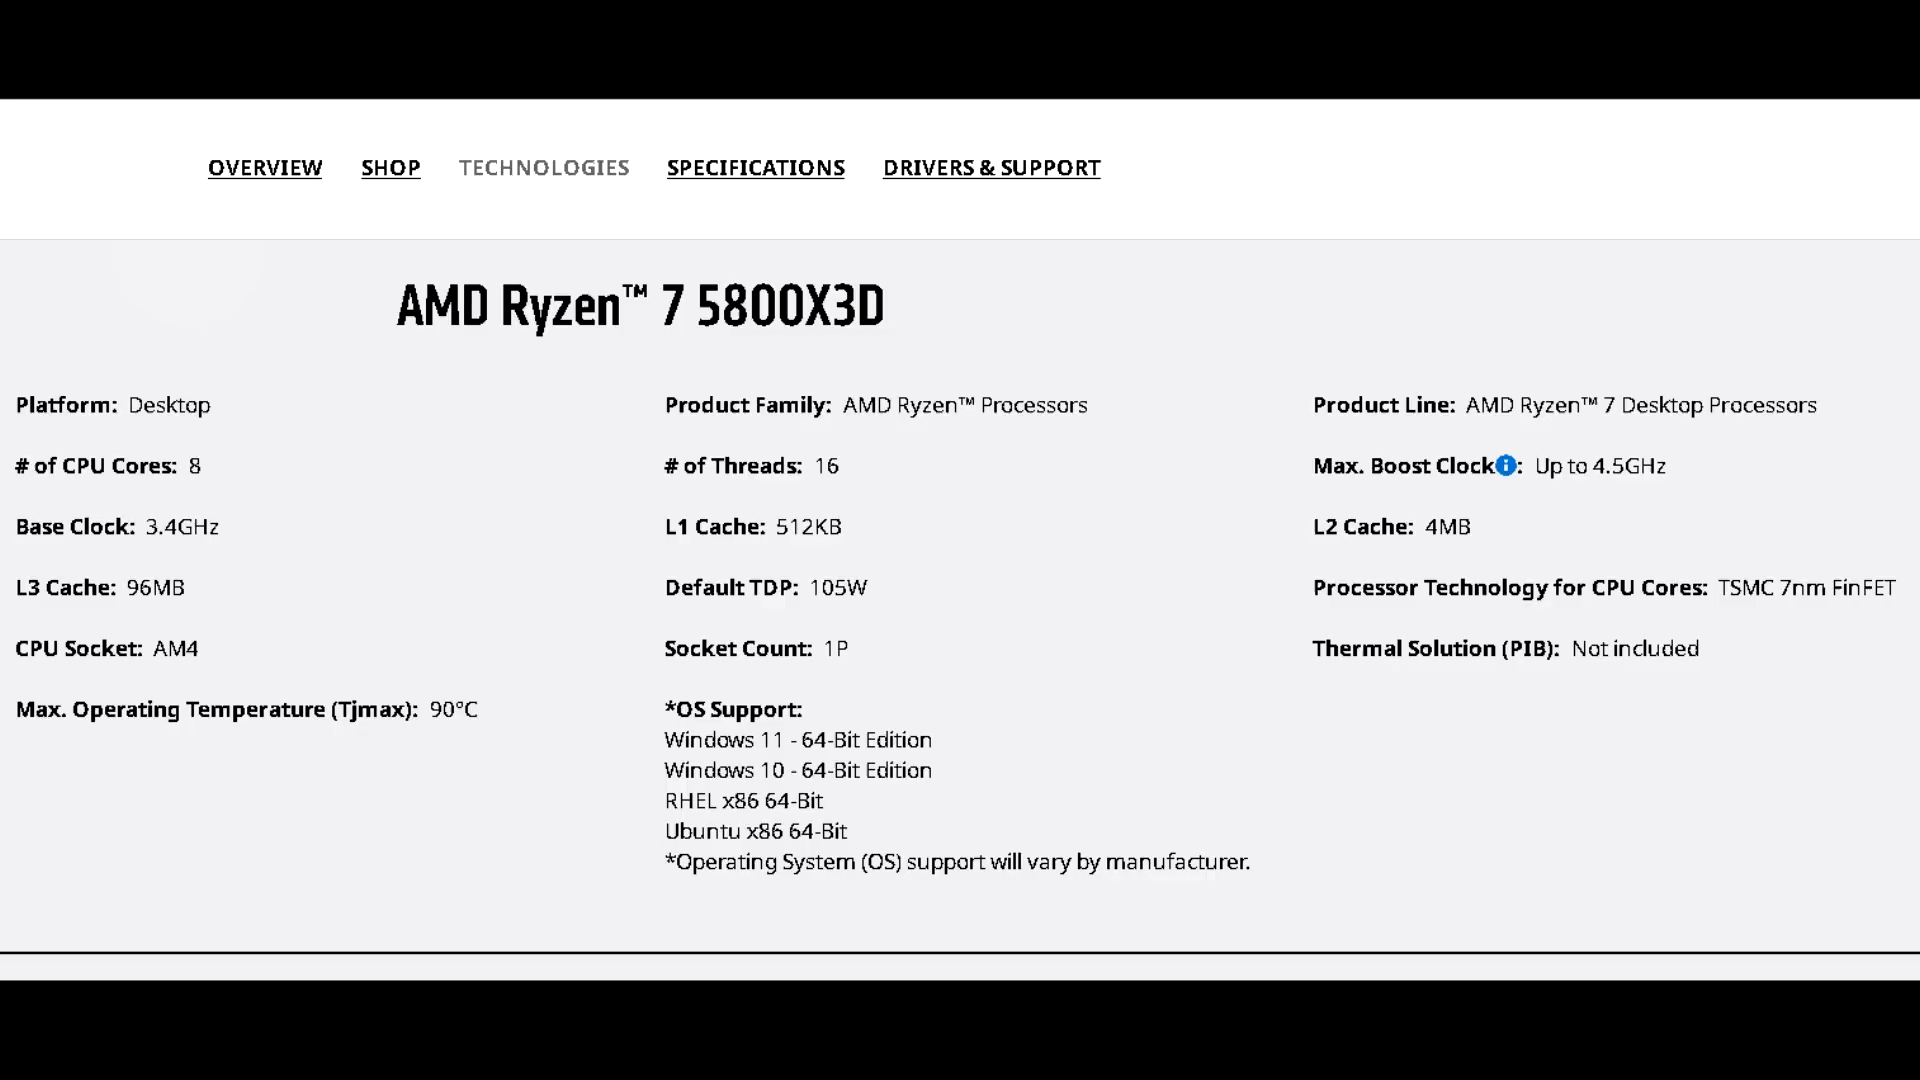 OVERVIEW SHOP TECHNOLOGIES SPECIFICATIONS DRIVERS & SUPPORT
AMD Ryzen™ 7 5800X3D
Platform: Desktop
Product Family: AMD Ryzen™ Processors
Product Line: AMD Ryzen™ 7 Desktop Processors
# of CPU Cores: 8
# of Threads: 16
Max. Boost Clock: Up to 4.5GHz
Base Clock: 3.4GHz
L1 Cache: 512KB
L2 Cache: 4MB
L3 Cache: 96MB
Default TDP: 105W
Processor Technology for CPU Cores: TSMC 7nm FinFET
CPU Socket: AM4
Socket Count: 1P
Thermal Solution (PIB): Not included
Max. Operating Temperature (Tjmax): 90°C
*OS Support:
Windows 11 - 64-Bit Edition
Windows 10 - 64-Bit Edition
RHEL x86 64-Bit
Ubuntu x86 64-Bit
*Operating System (OS) support will vary by manufacturer.